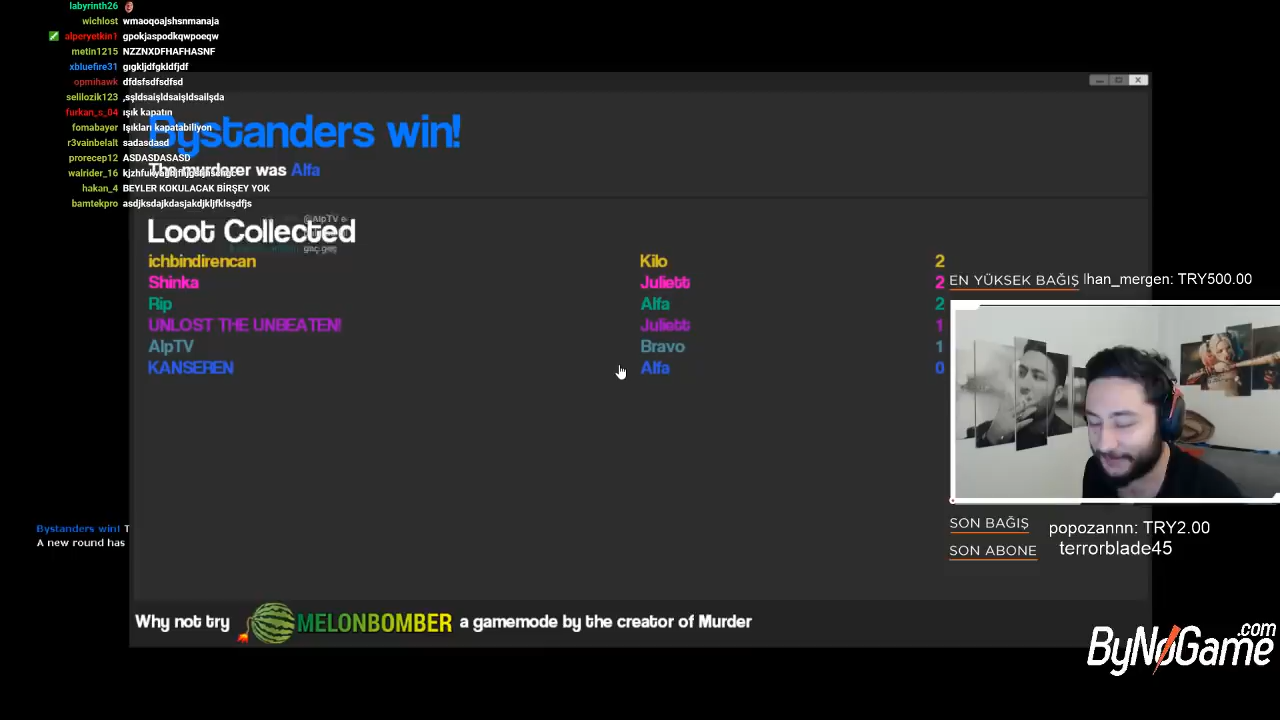 labyrinth26
wichlost wmaoqoajshsnmanaja
alperyetkin1 gpokjaspodkqwpoeqw
metin1215 NZZNXDFHAFHASNF
xbluefire31 gıgkljdfgkldfjdf
opmihawk dfdsfsdfsdfsd
selilozik123 ,sşldsaişldsaişldsailşda
furkan_s_04 ışık kapatın
fomabayer Işıkları kapatabiliyon
r3vainbelalt sadasdasd
prorecep12 ASDASDASASD
walrider_16
hakan_4 BEYLER KOKULACAK BİRŞEY YOK
bamtekpro asdjksdajkdasjakdjkljfklsşdfjs
Bystanders win!
The murderer was Alfa
@AlpTV
Loot Collected
ichbindirencan Kilo 2
Shinka Juliett 2
Rip Alfa 2
UNLOST THE UNBEATEN! Juliett 1
AlpTV Bravo 1
KANSEREN Alfa 0
EN YÜKSEK BAĞIŞ han_mergen: TRY500.00
SON BAĞIŞ popozannn: TRY2.00
SON ABONE terrorblade45
Bystanders win! T
A new round has
Why not try MELONBOMBER a gamemode by the creator of Murder
ByNoGame.com